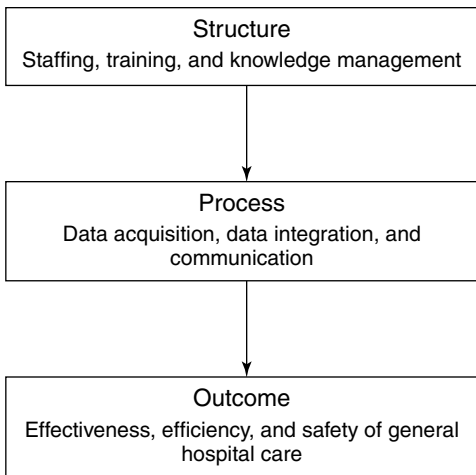 Structure
Staffing, training, and knowledge management
Process
Data acquisition, data integration, and
communication
Outcome
Effectiveness, efficiency, and safety of general
hospital care